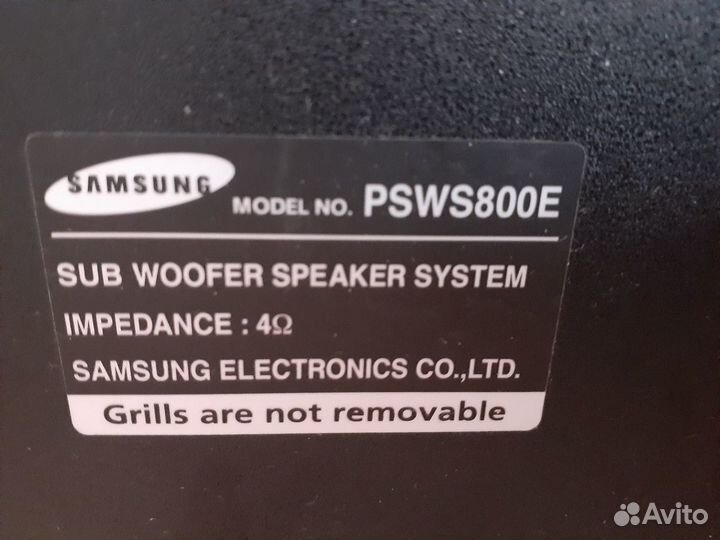 SAMSUNG MODEL NO. PSWS800E
SUB WOOFER SPEAKER SYSTEM
IMPEDANCE : 4Ω
SAMSUNG ELECTRONICS CO.,LTD.
Grills are not removable
Avito